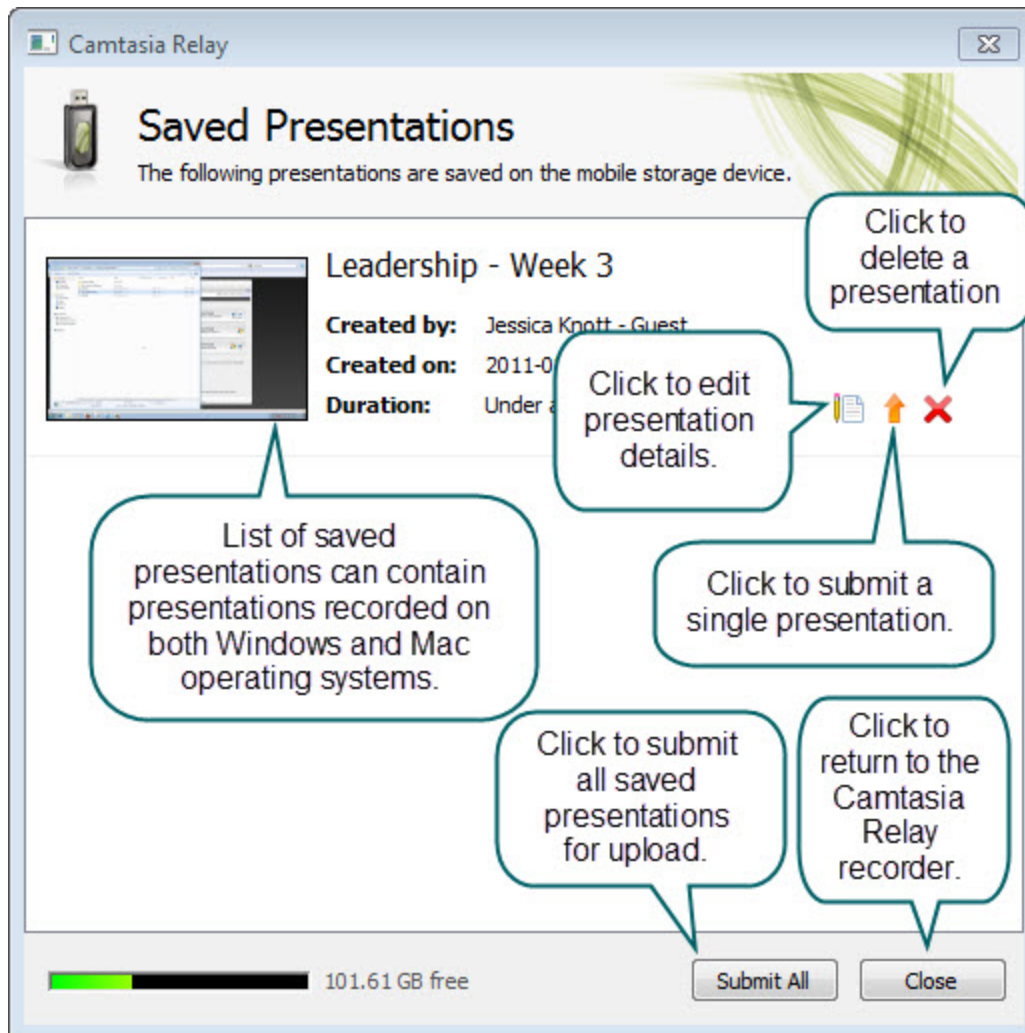 Camtasia Relay
Saved Presentations
The following presentations are saved on the mobile storage device.
Click to
delete a
presentation
Leadership - Week 3
Created by: Jessica Knott - Guest
Created on: 2011-0
Duration: Under a
Click to edit
presentation
details.
List of saved
presentations can contain
presentations recorded on
both Windows and Mac
operating systems.
Click to submit a
single presentation.
Click to submit
all saved
presentations
for upload.
Click to
return to the
Camtasia
Relay
recorder.
101.61 GB free
Submit All
Close